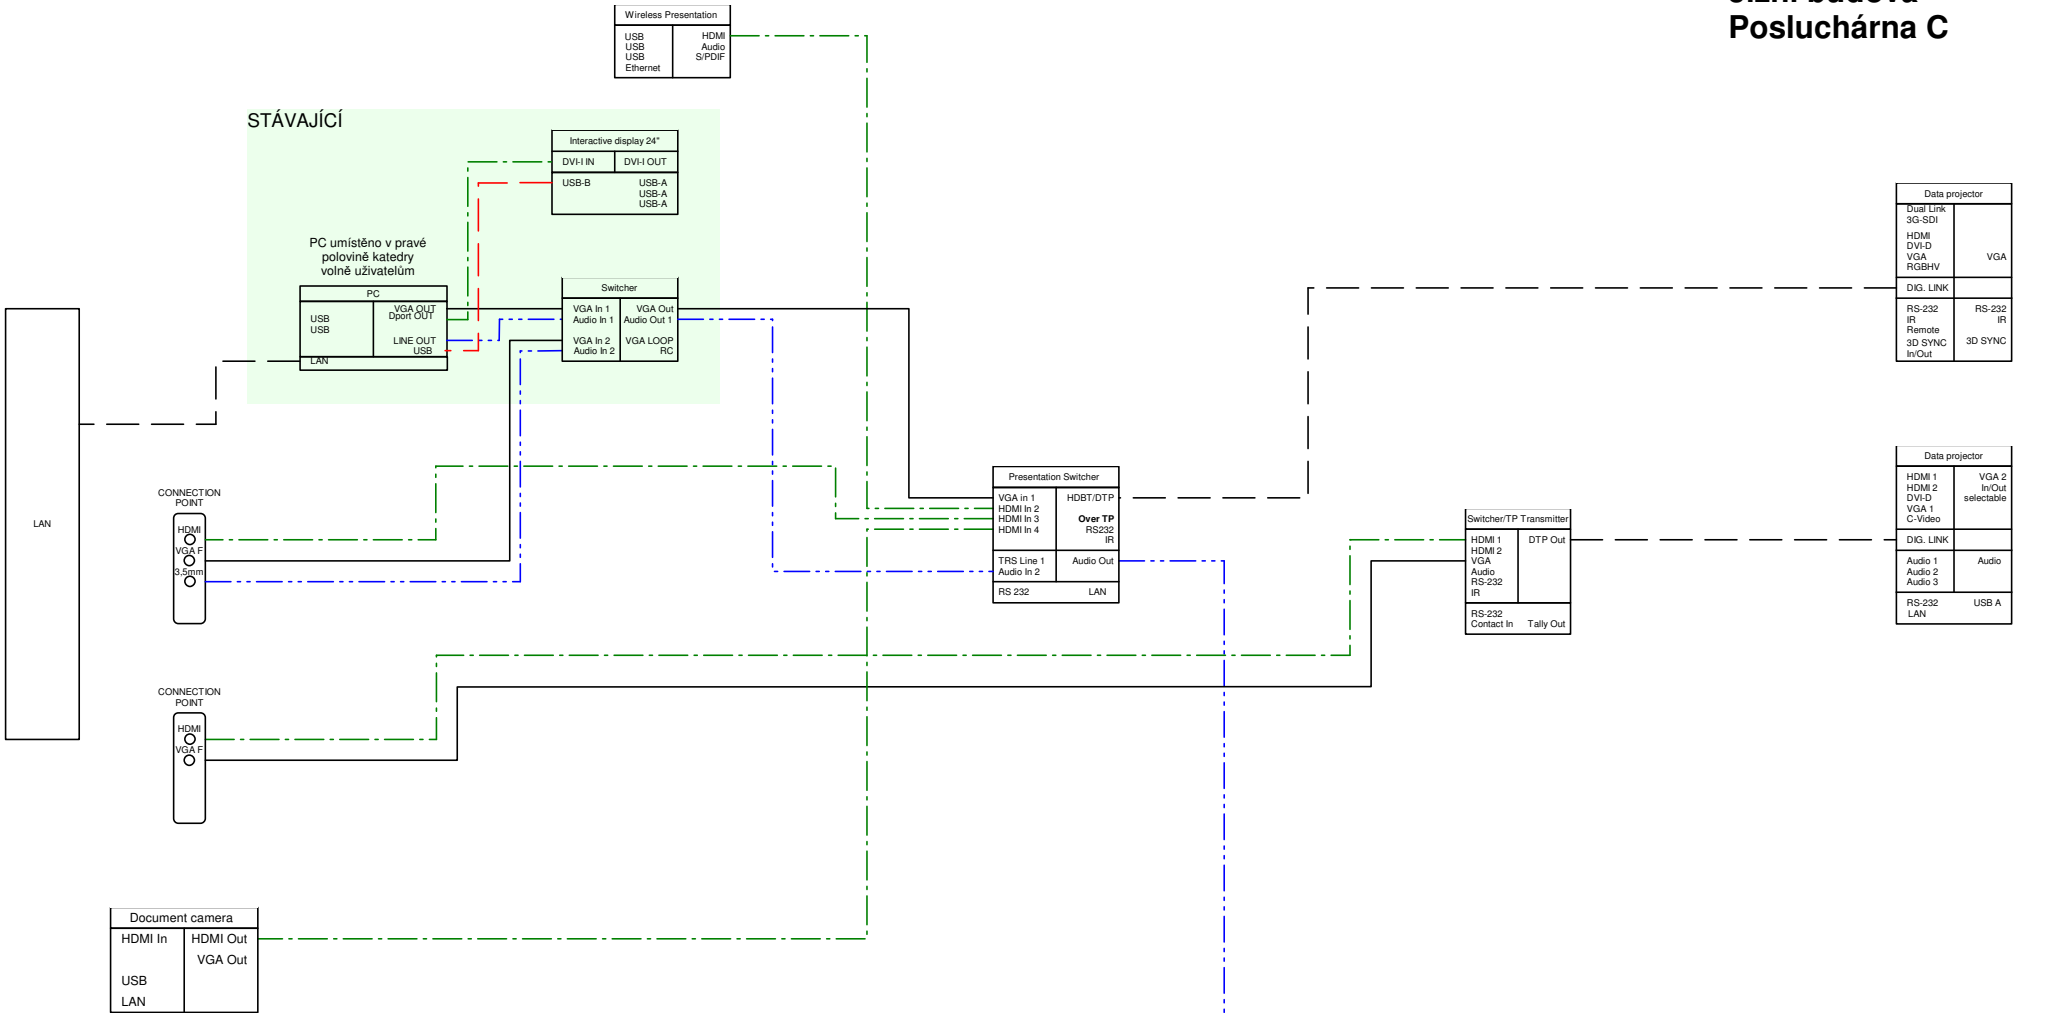 Posluchárna C
Wireless Presentation
USB
USB
USB
Ethernet
HDMI
Audio
S/PDIF
STÁVAJÍCÍ
Interactive display 24"
DVI-I IN
DVI-I OUT
USB-B
USB-A
USB-A
USB-A
PC umístěno v pravé
polovině katedry
volně uživatelům
PC
USB
USB
VGA OUT
Dport OUT
LINE OUT
USB
LAN
Switcher
VGA In 1
Audio In 1
VGA In 2
Audio In 2
VGA Out
Audio Out 1
VGA LOOP
RC
Data projector
Dual Link
3G-SDI
HDMI
DVI-D
VGA
RGBHV
VGA
DIG. LINK
RS-232
IR
Remote
3D SYNC
In/Out
RS-232
IR
3D SYNC
LAN
CONNECTION
POINT
HDMI
VGA F
3,5mm
Presentation Switcher
VGA in 1
HDMI In 2
HDMI In 3
HDMI In 4
HDBT/DTP
Over TP
RS232
IR
TRS Line 1
Audio In 2
Audio Out
RS 232
LAN
Switcher/TP Transmitter
HDMI 1
HDMI 2
VGA
Audio
RS-232
IR
DTP Out
RS-232
Contact In
Tally Out
Data projector
HDMI 1
HDMI 2
DVI-D
VGA 1
C-Video
VGA 2
In/Out
selectable
DIG. LINK
Audio 1
Audio 2
Audio 3
Audio
RS-232
LAN
USB A
CONNECTION
POINT
HDMI
VGA F
Document camera
HDMI In
USB
LAN
HDMI Out
VGA Out